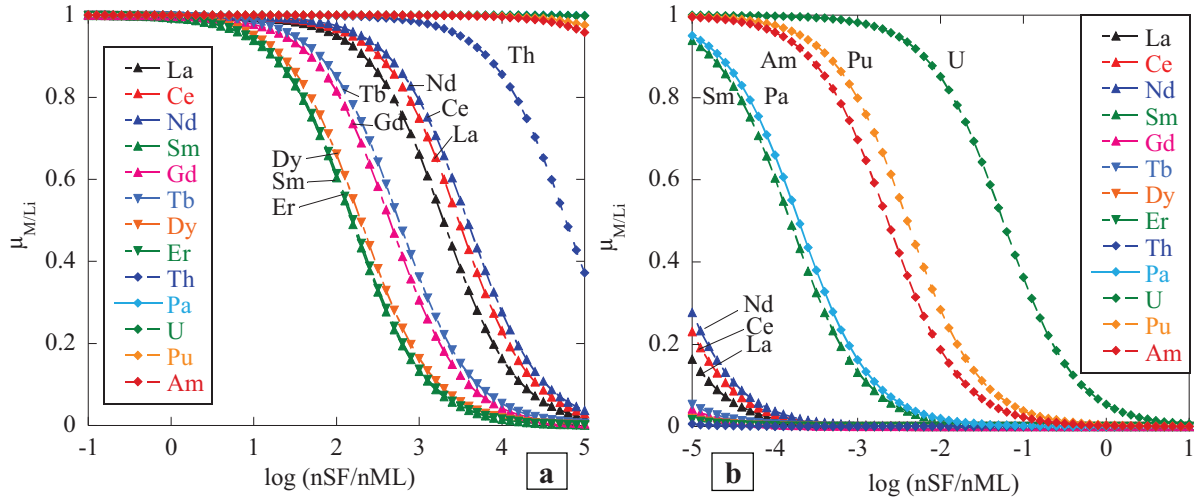 1
0.8
0.6
0.4
0.2
0
μM/Li
-1
0
1
2
3
4
5
log (nSF/nML)
a
La
Ce
Nd
Sm
Gd
Tb
Dy
Er
Th
Pa
U
Pu
Am
Th
Nd
Ce
La
Tb
Gd
Dy
Sm
Er
1
0.8
0.6
0.4
0.2
0
μM/Li
-5
-4
-3
-2
-1
0
1
log (nSF/nML)
b
Am
Pu
U
Sm
Pa
Nd
Ce
La
La
Ce
Nd
Sm
Gd
Tb
Dy
Er
Th
Pa
U
Pu
Am